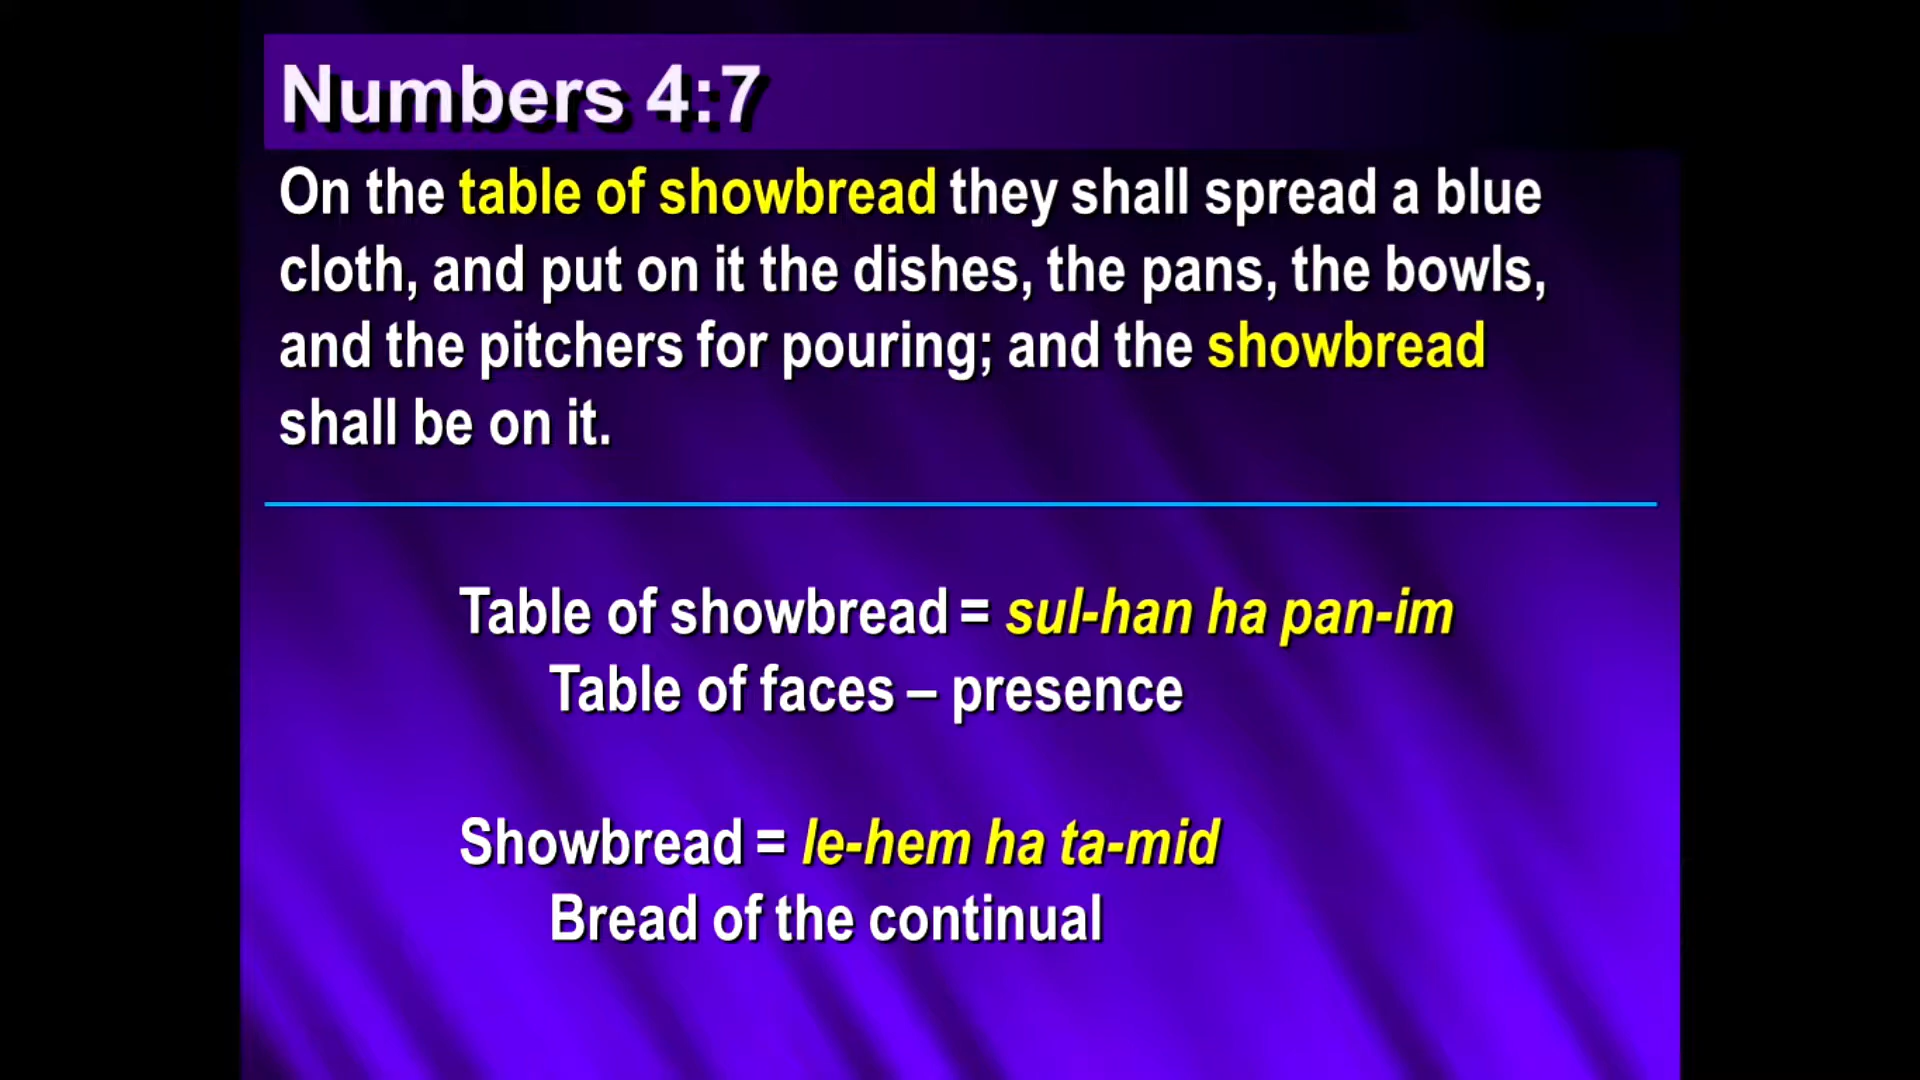 Numbers 4:7
On the table of showbread they shall spread a blue
cloth, and put on it the dishes, the pans, the bowls,
and the pitchers for pouring; and the showbread
shall be on it.
Table of showbread = sul-han ha pan-im
Table of faces – presence
Showbread = le-hem ha ta-mid
Bread of the continual